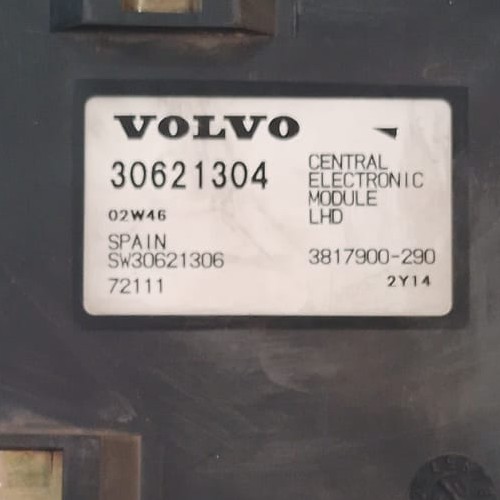 VOLVO
30621304
02W46
SPAIN
SW30621306
72111
CENTRAL
ELECTRONIC
MODULE
LHD
3817900-290
2Y14